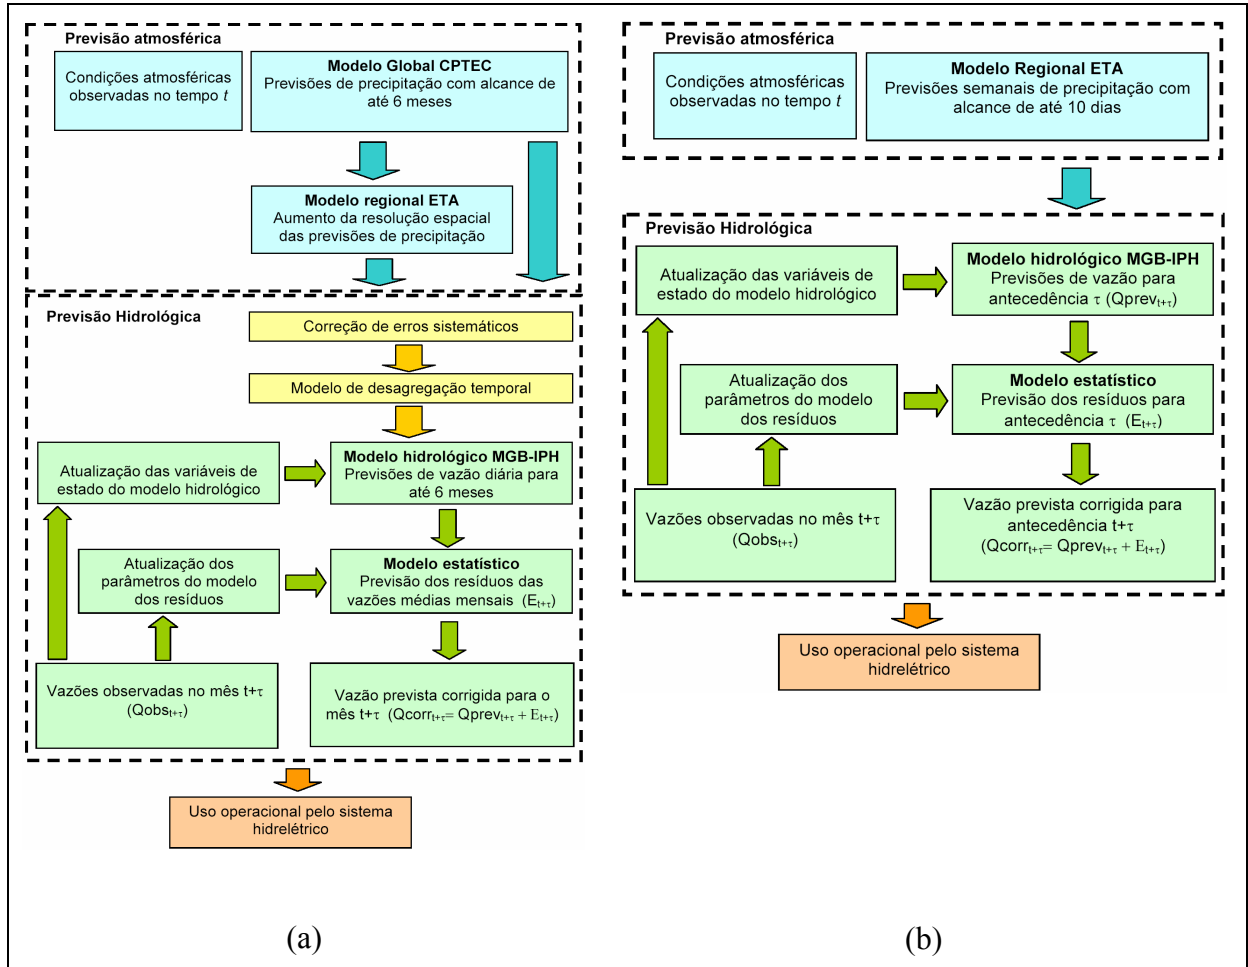 Previsão atmosférica
Condições atmosféricas
observadas no tempo t
Modelo Global CPTEC
Previsões de precipitação com alcance de
até 6 meses
Modelo regional ETA
Aumento da resolução espacial
das previsões de precipitação
Previsão Hidrológica
Correção de erros sistemáticos
Modelo de desagregação temporal
Atualização das variáveis de
estado do modelo hidrológico
Modelo hidrológico MGB-IPH
Previsões de vazão diária para
até 6 meses
Atualização dos
parâmetros do modelo
dos resíduos
Modelo estatístico
Previsão dos resíduos das
vazões médias mensais (Et+τ)
Vazões observadas no mês t+τ
(Qobst+τ)
Vazão prevista corrigida para o
mês t+τ (Qcorrt+τ= Qprevt+τ + Et+τ)
Uso operacional pelo sistema
hidrelétrico
(a)
Previsão atmosférica
Condições atmosféricas
observadas no tempo t
Modelo Regional ETA
Previsões semanais de precipitação com
alcance de até 10 dias
Previsão Hidrológica
Atualização das variáveis de
estado do modelo hidrológico
Modelo hidrológico MGB-IPH
Previsões de vazão para
antecedência τ (Qprevt+τ)
Atualização dos
parâmetros do modelo
dos resíduos
Modelo estatístico
Previsão dos resíduos para
antecedência τ (Et+τ)
Vazões observadas no mês t+τ
(Qobst+τ)
Vazão prevista corrigida para
antecedência t+τ
(Qcorrt+τ= Qprevt+τ + Et+τ)
Uso operacional pelo sistema
hidrelétrico
(b)